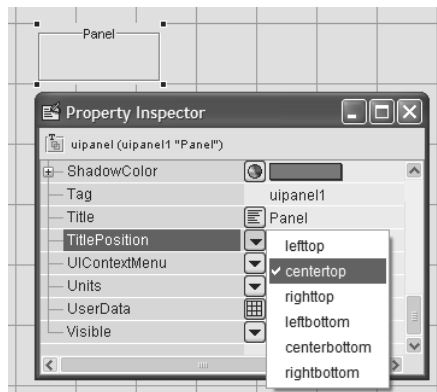 Panel
Property Inspector
uipanel (uipanel1 "Panel")
ShadowColor
Tag uipanel1
Title Panel
TitlePosition
UIContextMenu
Units
UserData
Visible
lefttop
centertop
righttop
leftbottom
centerbottom
rightbottom